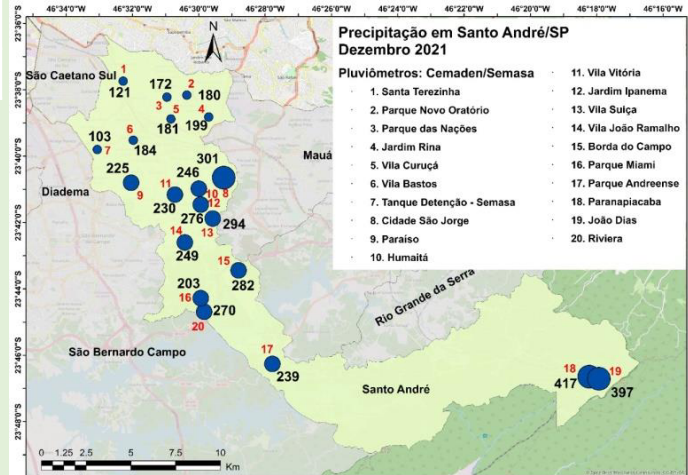 46°32'0"W
46°30'0"W
46°28'0"W
46°26'0"W
46°24'0"W
46°22'0"W
46°20'0"W
46°18'0"W
23°36'0"S
23°38'0"S
23°40'0"S
23°42'0"S
23°44'0"S
23°46'0"S
23°48'0"S
N
Precipitação em Santo André/SP
Dezembro 2021
Pluviômetros: Cemaden/Semasa
1. Santa Terezinha
2. Parque Novo Oratório
3. Parque das Nações
4. Jardim Rina
5. Vila Curuçá
6. Vila Bastos
7. Tanque Detenção - Semasa
8. Cidade São Jorge
9. Paraíso
10. Humaitá
11. Vila Vitória
12. Jardim Ipanema
13. Vila Suíça
14. Vila João Ramalho
15. Borda do Campo
16. Parque Miami
17. Parque Andreense
18. Paranapiacaba
19. João Dias
20. Riviera
São Caetano Sul
1
121
172
3
2
180
5
181
4
199
103
7
6
184
Mauá
Diadema
225
9
11
230
246
10
301
8
276
12
294
13
14
249
15
282
203
16
270
20
Rio Grande da Serra
São Bernardo Campo
17
239
Santo André
18
417
19
397
0 1.25 2.5 5 7.5 10
Km